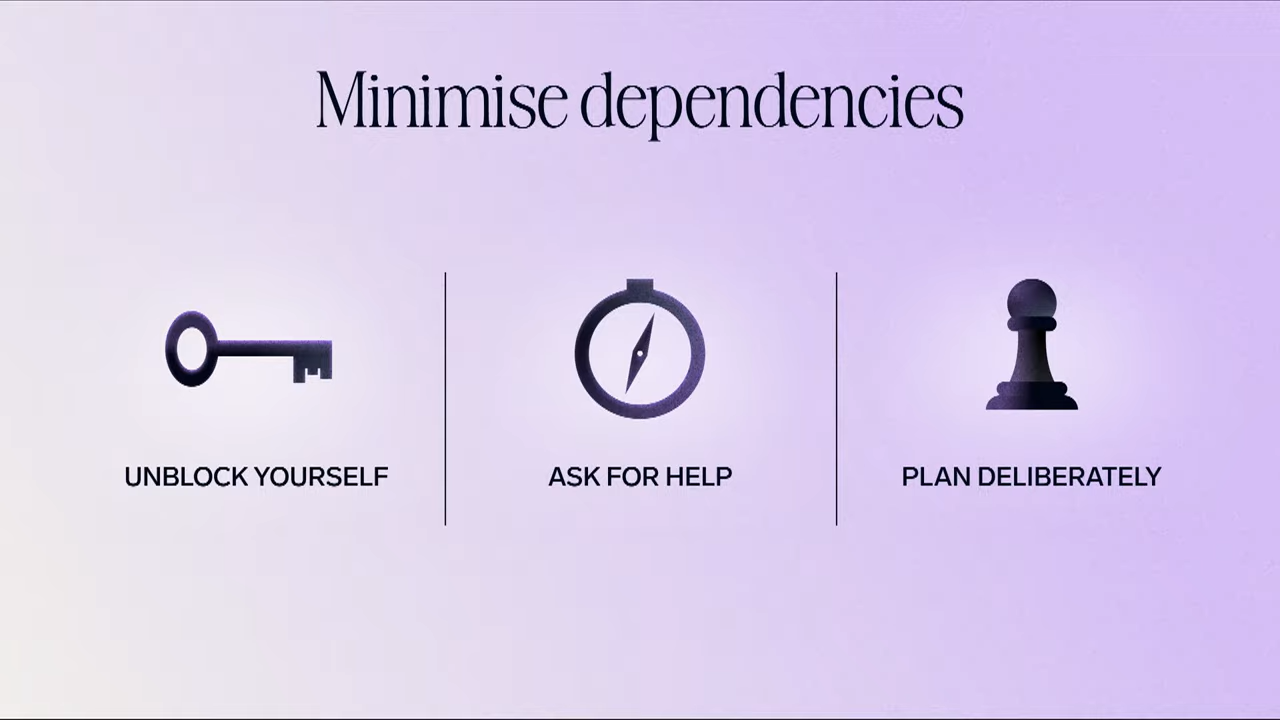 Minimise dependencies
UNBLOCK YOURSELF
ASK FOR HELP
PLAN DELIBERATELY